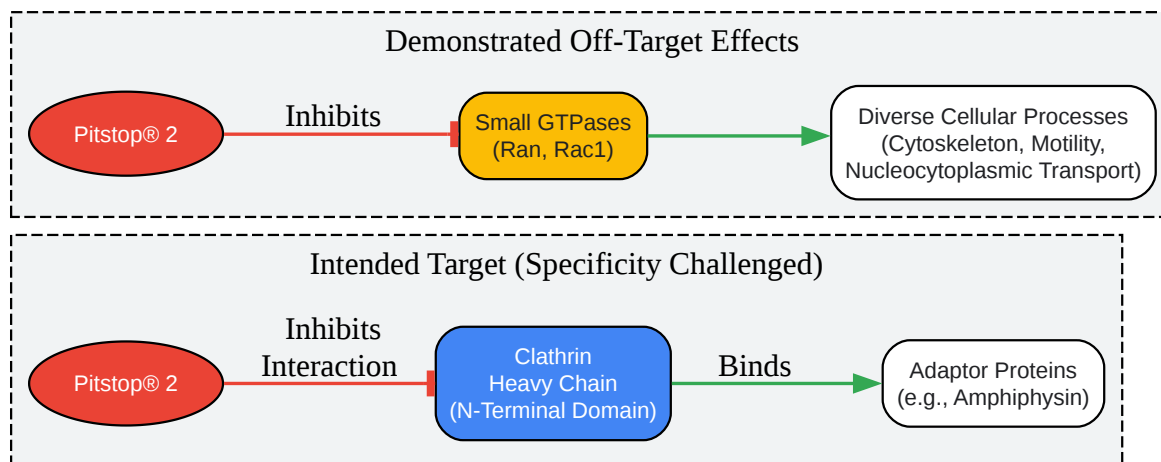 Demonstrated Off-Target Effects
Pitstop® 2
Inhibits
Small GTPases
(Ran, Rac1)
Diverse Cellular Processes
(Cytoskeleton, Motility,
Nucleocytoplasmic Transport)
Intended Target (Specificity Challenged)
Pitstop® 2
Inhibits
Interaction
Clathrin
Heavy Chain
(N-Terminal Domain)
Binds
Adaptor Proteins
(e.g., Amphiphysin)